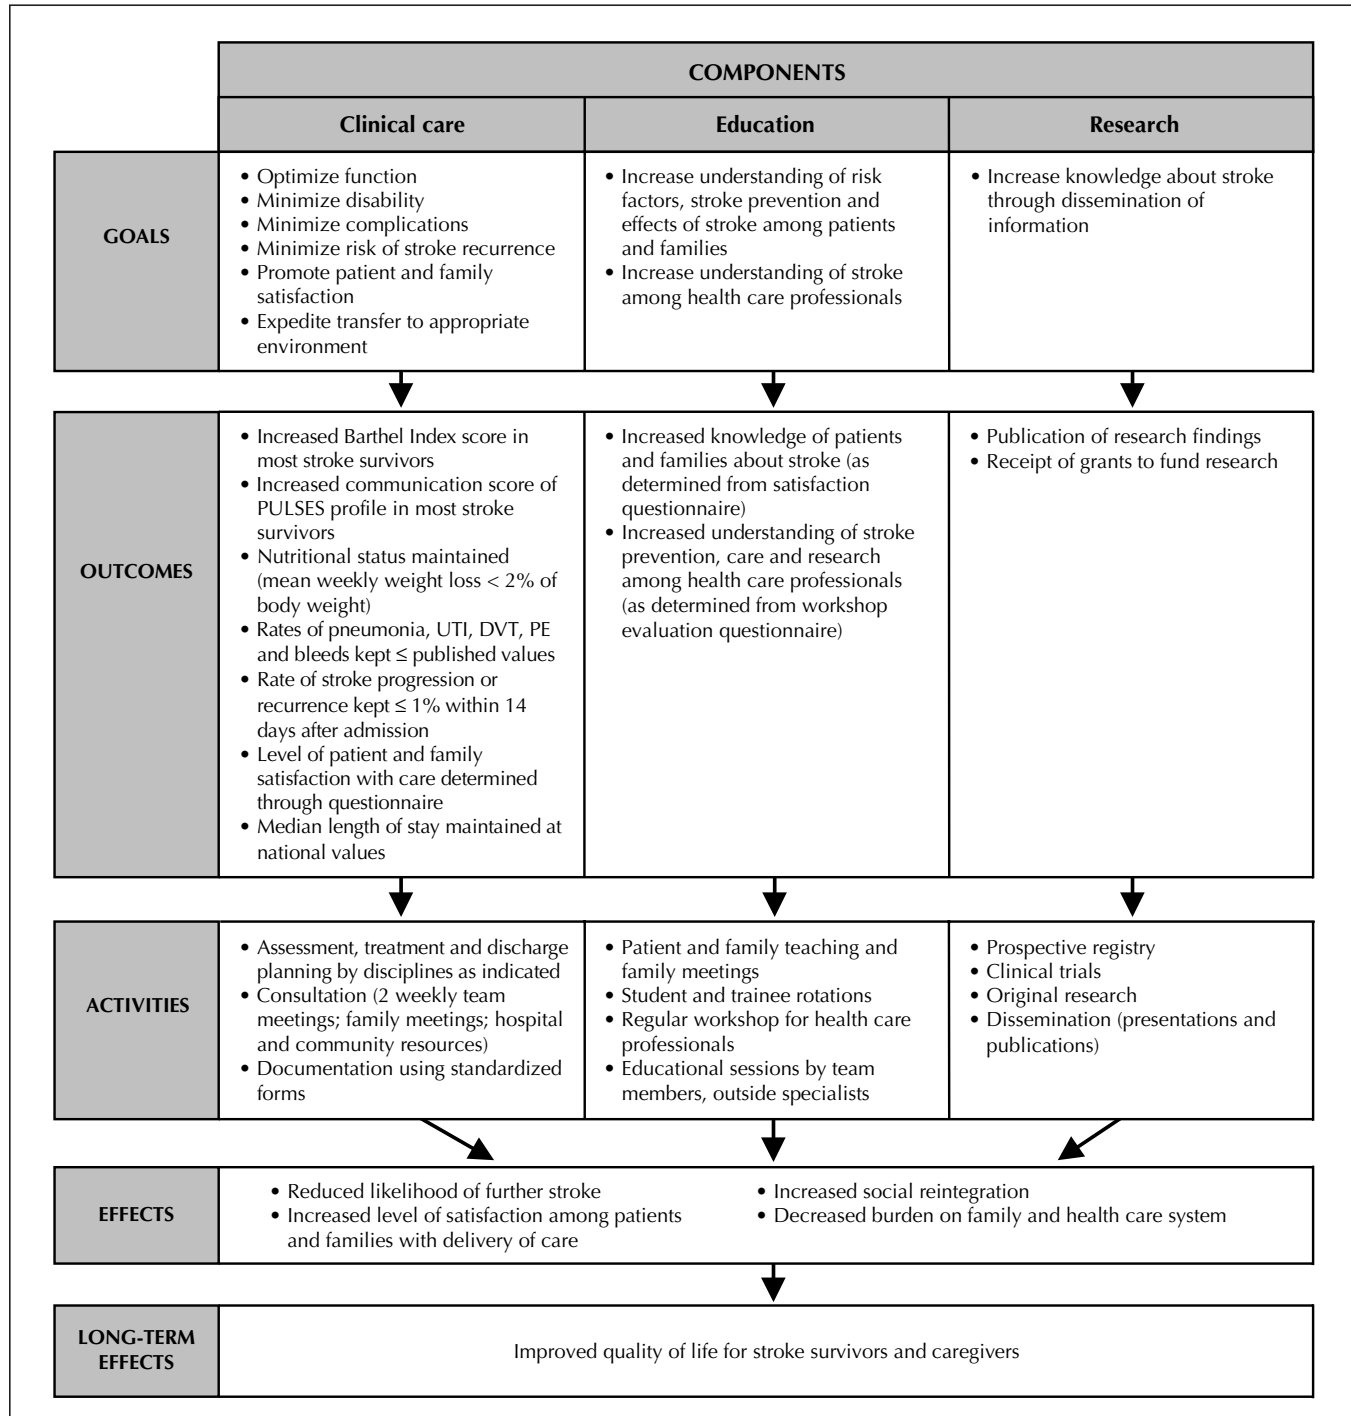 COMPONENTS
Clinical care
Education
Research
GOALS
• Optimize function
• Minimize disability
• Minimize complications
• Minimize risk of stroke recurrence
• Promote patient and family
satisfaction
• Expedite transfer to appropriate
environment
• Increase understanding of risk
factors, stroke prevention and
effects of stroke among patients
and families
• Increase understanding of stroke
among health care professionals
• Increase knowledge about stroke
through dissemination of
information
OUTCOMES
• Increased Barthel Index score in
most stroke survivors
• Increased communication score of
PULSES profile in most stroke
survivors
• Nutritional status maintained
(mean weekly weight loss < 2% of
body weight)
• Rates of pneumonia, UTI, DVT, PE
and bleeds kept ≤ published values
• Rate of stroke progression or
recurrence kept ≤ 1% within 14
days after admission
• Level of patient and family
satisfaction with care determined
through questionnaire
• Median length of stay maintained at
national values
• Increased knowledge of patients
and families about stroke (as
determined from satisfaction
questionnaire)
• Increased understanding of stroke
prevention, care and research
among health care professionals
(as determined from workshop
evaluation questionnaire)
• Publication of research findings
• Receipt of grants to fund research
ACTIVITIES
• Assessment, treatment and discharge
planning by disciplines as indicated
• Consultation (2 weekly team
meetings; family meetings; hospital
and community resources)
• Documentation using standardized
forms
• Patient and family teaching and
family meetings
• Student and trainee rotations
• Regular workshop for health care
professionals
• Educational sessions by team
members, outside specialists
• Prospective registry
• Clinical trials
• Original research
• Dissemination (presentations and
publications)
EFFECTS
• Reduced likelihood of further stroke
• Increased level of satisfaction among patients
and families with delivery of care
• Increased social reintegration
• Decreased burden on family and health care system
LONG-TERM
EFFECTS
Improved quality of life for stroke survivors and caregivers